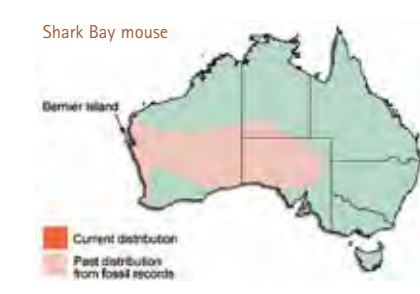 Shark Bay mouse
Bernier Island
Current distribution
Past distribution
from fossil records